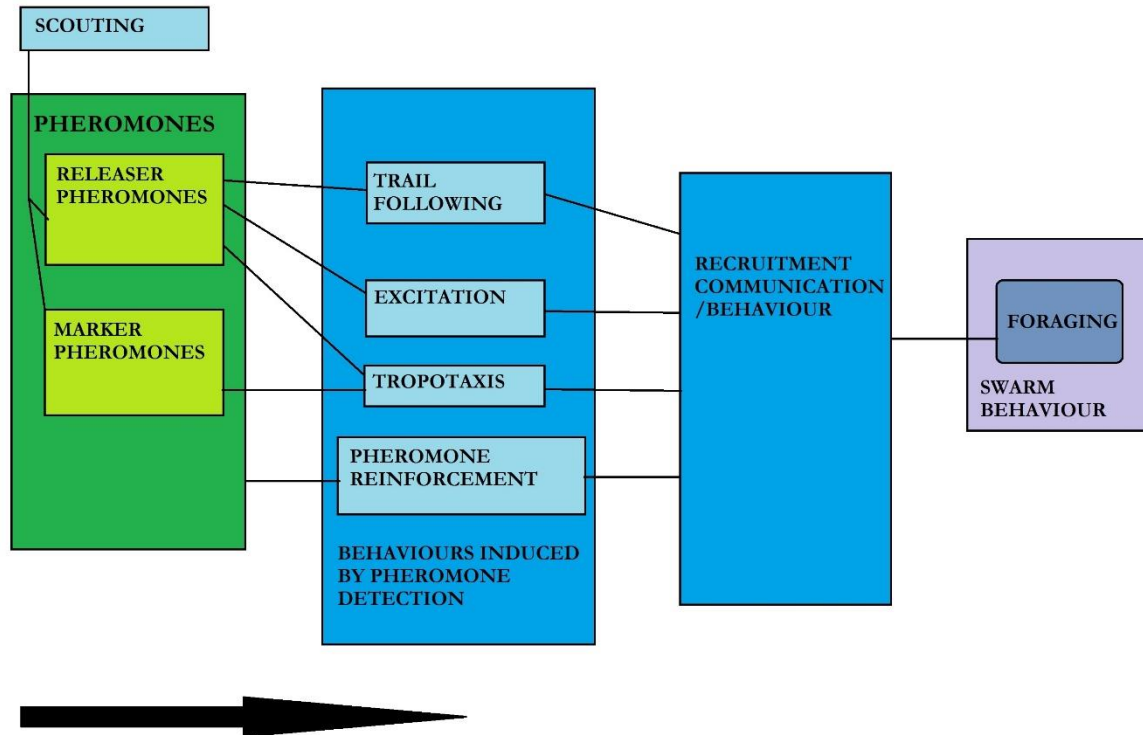 SCOUTING
PHEROMONES
RELEASER
PHEROMONES
MARKER
PHEROMONES
TRAIL
FOLLOWING
EXCITATION
TROPOTAXIS
PHEROMONE
REINFORCEMENT
BEHAVIOURS INDUCED
BY PHEROMONE
DETECTION
RECRUITMENT
COMMUNICATION
/BEHAVIOUR
FORAGING
SWARM
BEHAVIOUR